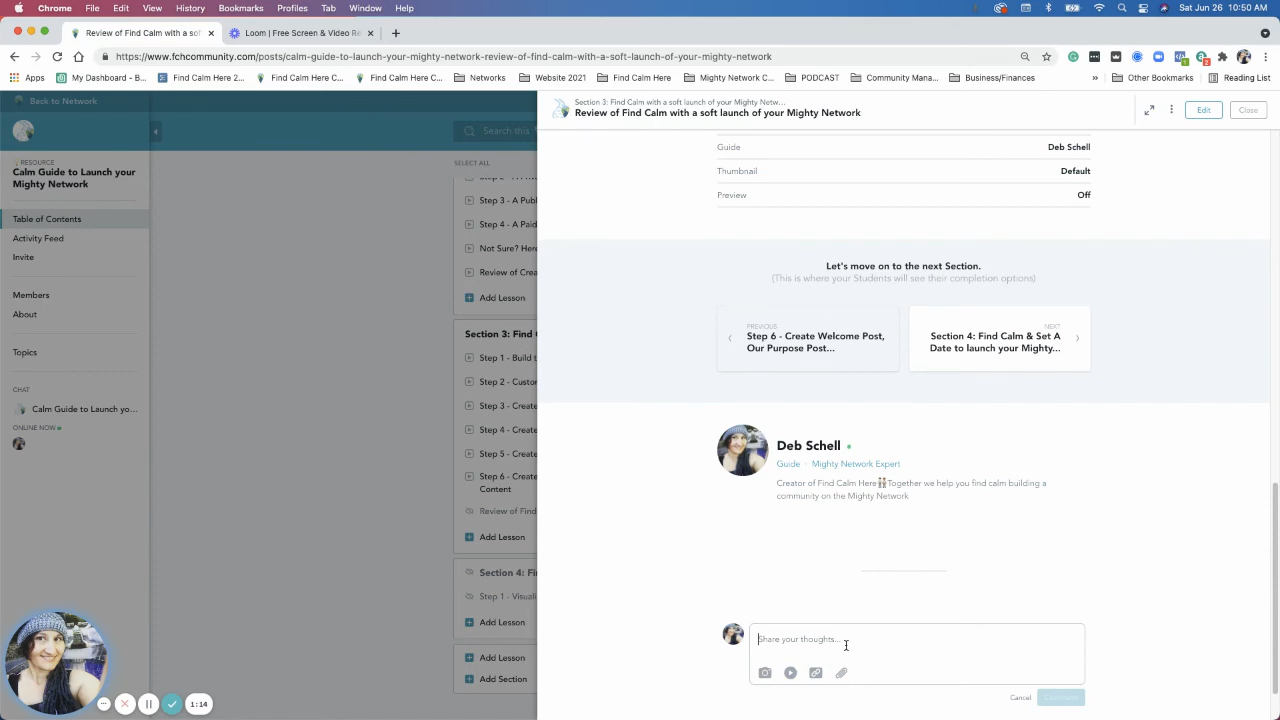 Chrome File Edit View History Bookmarks Profiles Tab Window Help Sat Jun 26 10:50 AM
Review of Find Calm with a sof Loom | Free Screen & Video Re
https://www.fchcommunity.com/posts/calm-guide-to-launch-your-mighty-network-review-of-find-calm-with-a-soft-launch-of-your-mighty-network
Apps My Dashboard - B... Find Calm Here 2... Find Calm Here C... Find Calm Here C... Networks Website 2021 Find Calm Here Mighty Network C... PODCAST Community Mana... Business/Finances » Other Bookmarks Reading List
Back to Network
Search this
RESOURCE
Calm Guide to Launch your
Mighty Network
Table of Contents
Activity Feed
Invite
Members
About
Topics
CHAT
Calm Guide to Launch yo...
ONLINE NOW
1:14
SELECT ALL
Step 3 - A Pub
Step 4 - A Paid
Not Sure? Here
Review of Crea
Add Lesson
Section 3: Find
Step 1 - Build t
Step 2 - Custor
Step 3 - Create
Step 4 - Create
Step 5 - Create
Step 6 - Create
Content
Review of Find
Add Lesson
Section 4: Fi
Step 1 - Visuali
Add Lesson
Add Lesson
Add Section
Section 3: Find Calm with a soft launch of your Mighty Netw...
Review of Find Calm with a soft launch of your Mighty Network
Edit Close
Guide Deb Schell
Thumbnail Default
Preview Off
Let's move on to the next Section.
(This is where your Students will see their completion options)
PREVIOUS
Step 6 - Create Welcome Post,
Our Purpose Post...
NEXT
Section 4: Find Calm & Set A
Date to launch your Mighty...
Deb Schell
Guide · Mighty Network Expert
Creator of Find Calm Here Together we help you find calm building a
community on the Mighty Network
Share your thoughts...
Cancel Comment